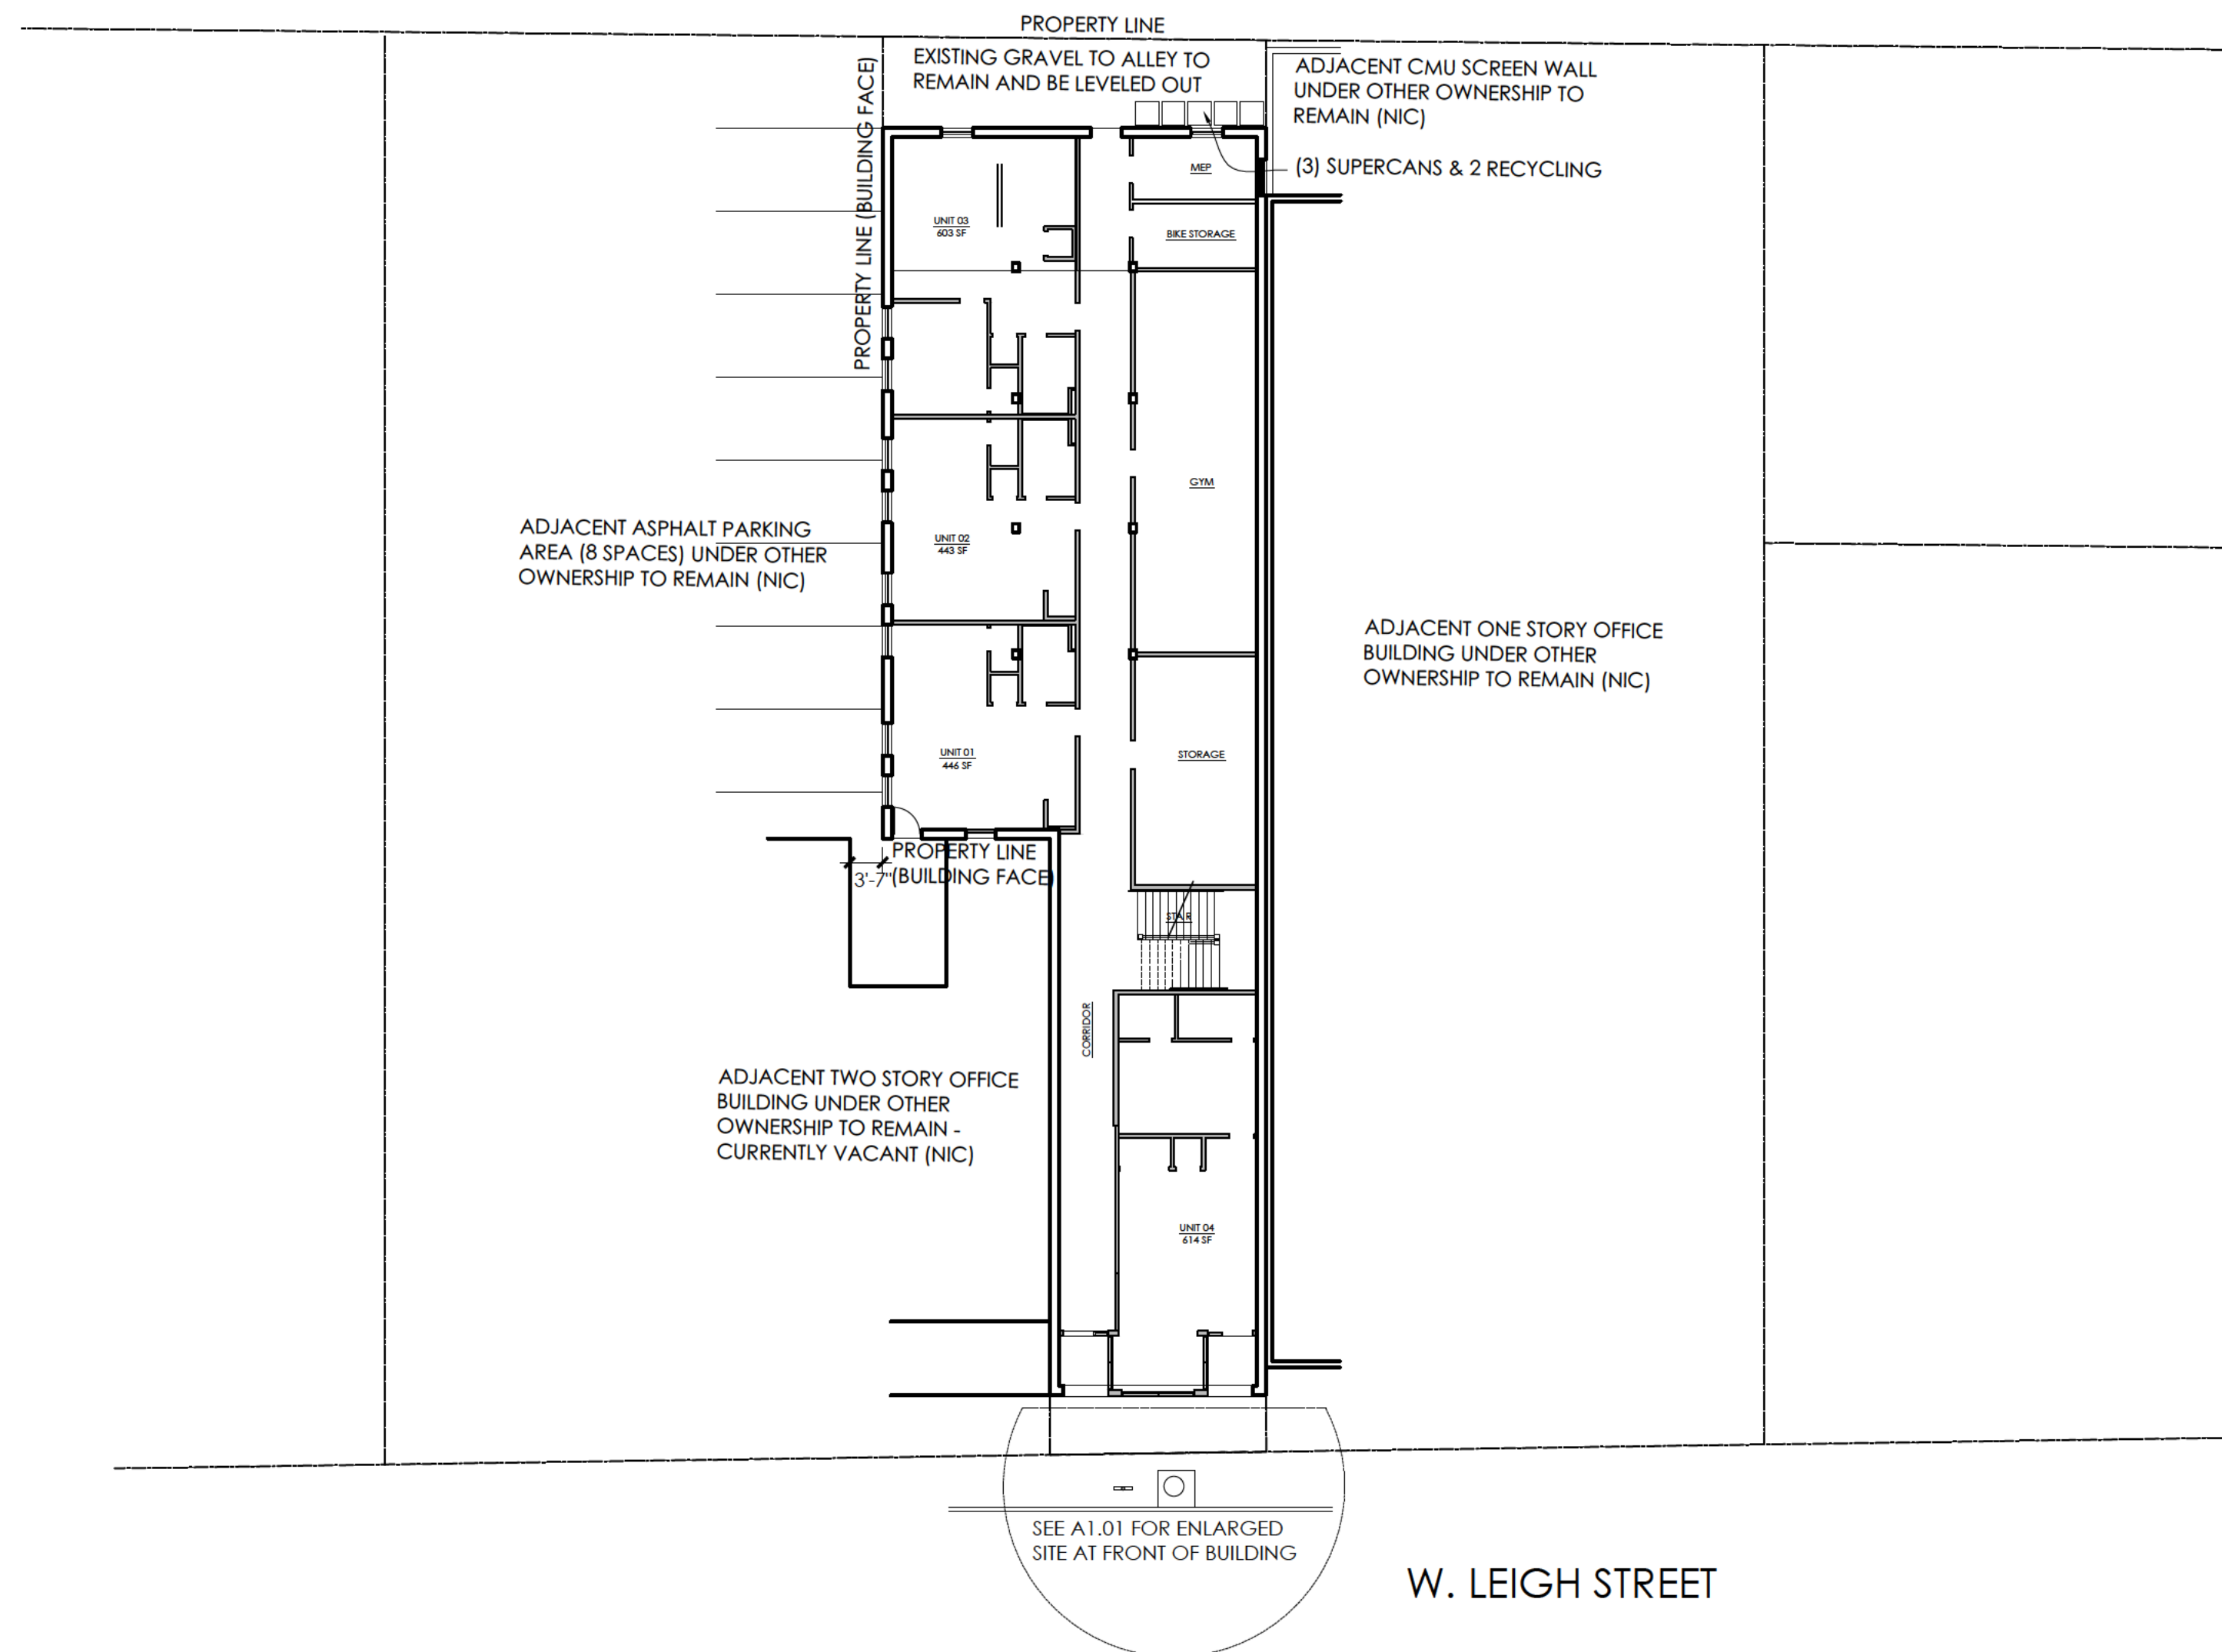 PROPERTY LINE
EXISTING GRAVEL TO ALLEY TO
REMAIN AND BE LEVELED OUT
ADJACENT CMU SCREEN WALL
UNDER OTHER OWNERSHIP TO
REMAIN (NIC)
(3) SUPERCANS & 2 RECYCLING
PROPERTY LINE (BUILDING FACE)
MEP
UNIT 03
603 SF
BIKE STORAGE
GYM
ADJACENT ASPHALT PARKING
AREA (8 SPACES) UNDER OTHER
OWNERSHIP TO REMAIN (NIC)
UNIT 02
443 SF
ADJACENT ONE STORY OFFICE
BUILDING UNDER OTHER
OWNERSHIP TO REMAIN (NIC)
UNIT 01
446 SF
STORAGE
PROPERTY LINE
(BUILDING FACE)
3'-7"
STAIR
CORRIDOR
ADJACENT TWO STORY OFFICE
BUILDING UNDER OTHER
OWNERSHIP TO REMAIN -
CURRENTLY VACANT (NIC)
UNIT 04
614 SF
SEE A1.01 FOR ENLARGED
SITE AT FRONT OF BUILDING
W. LEIGH STREET